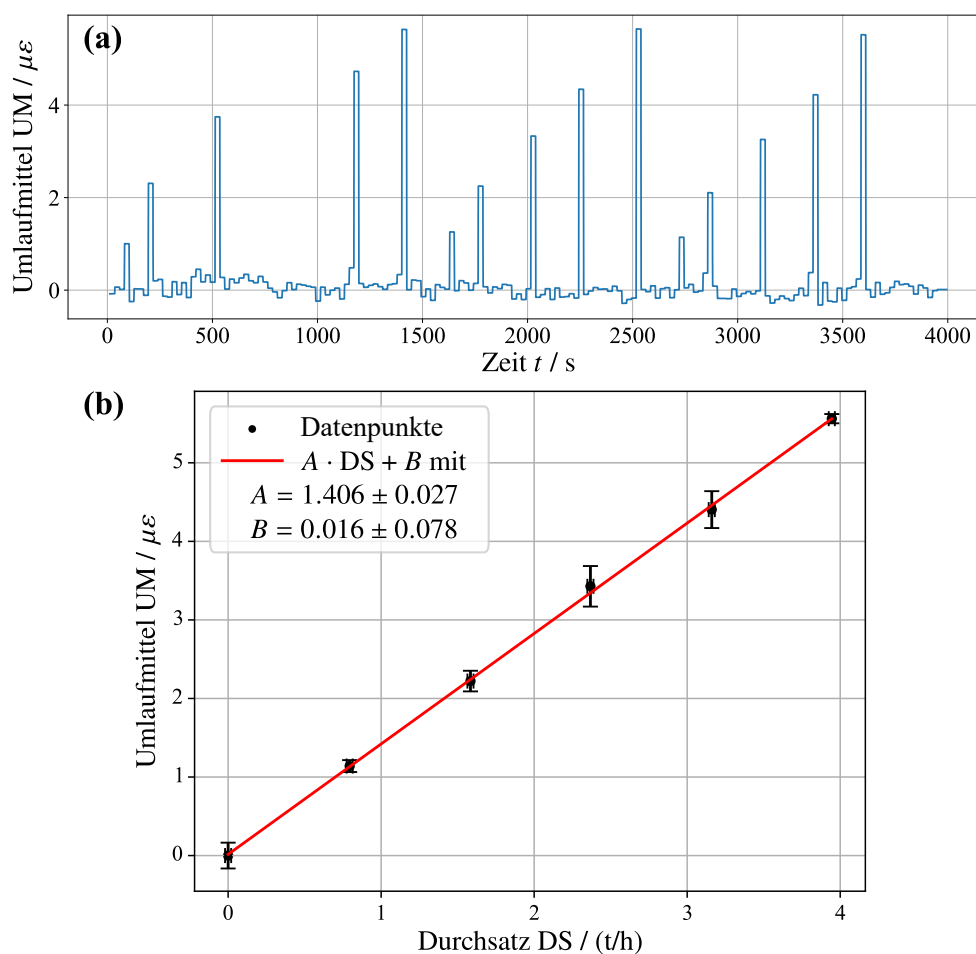 (a)
Umlaufmittel UM / με
4
2
0
0 500 1000 1500 2000 2500 3000 3500 4000
Zeit t / s
(b)
Datenpunkte
A · DS + B mit
A = 1.406 ± 0.027
B = 0.016 ± 0.078
Umlaufmittel UM / με
5
4
3
2
1
0
0 1 2 3 4
Durchsatz DS / (t/h)